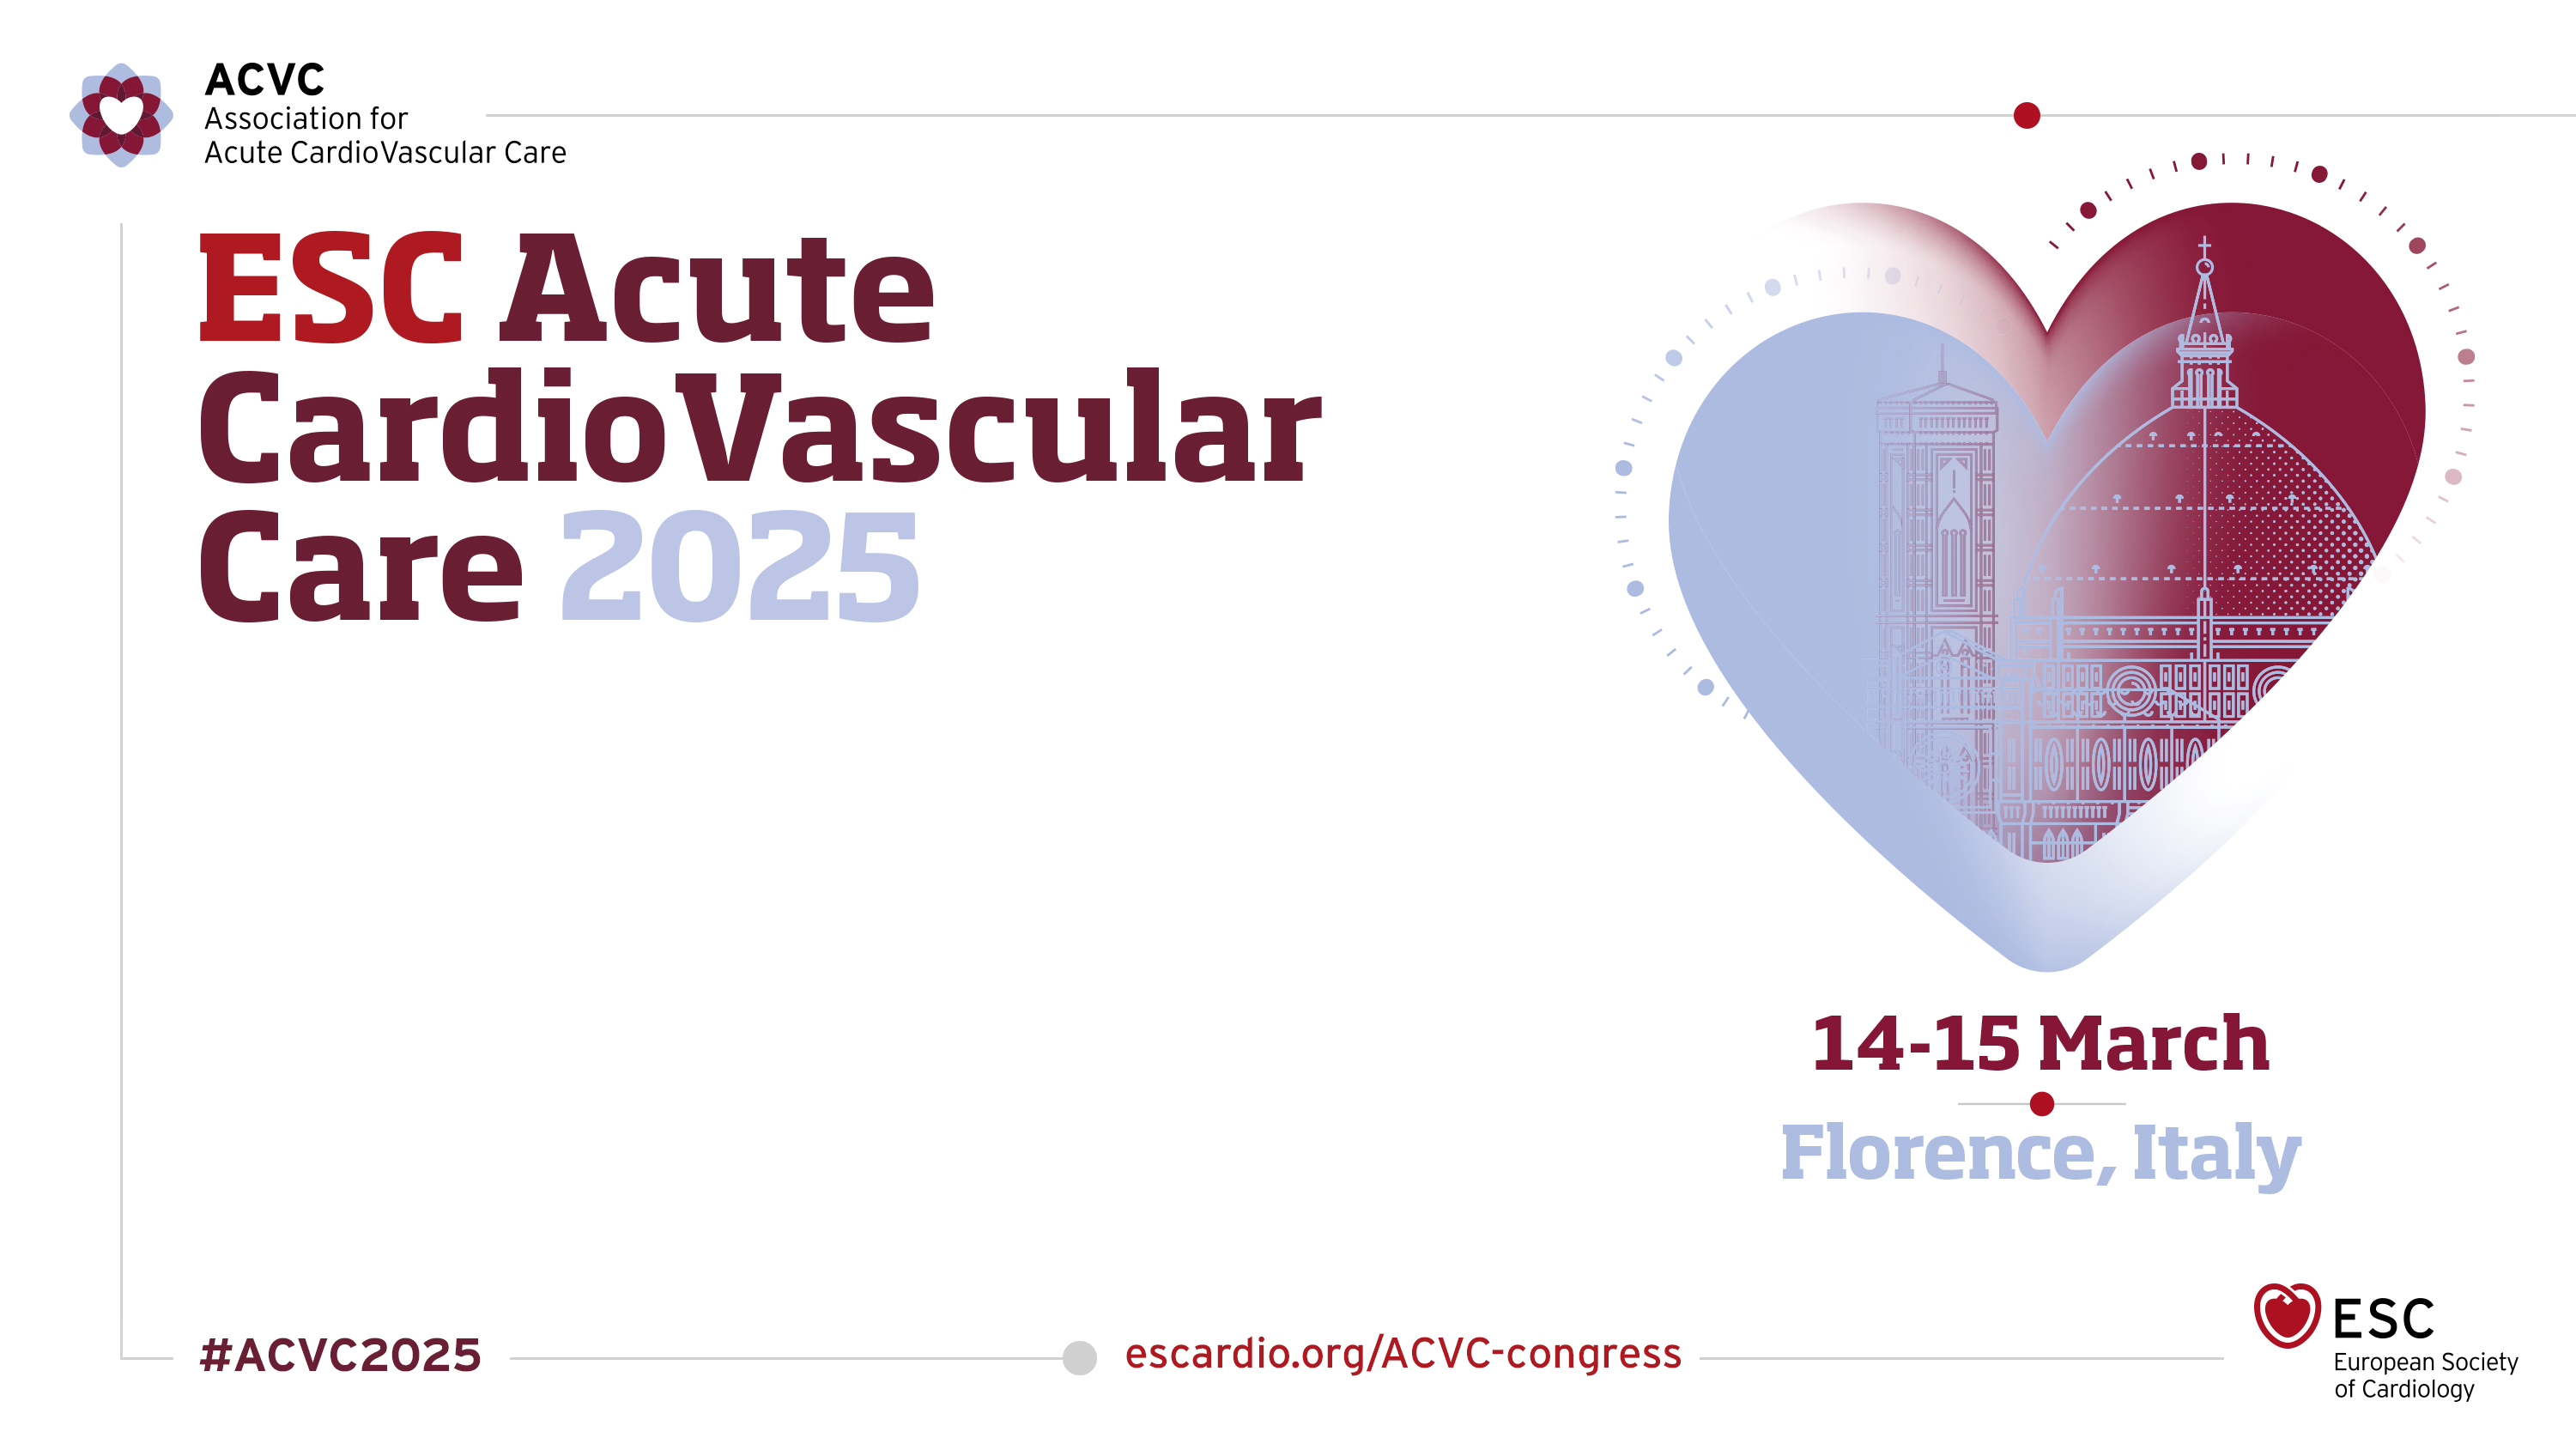 ACVC
Association for
Acute CardioVascular Care
ESC Acute
CardioVascular
Care 2025
14-15 March
Florence, Italy
#ACVC2025
escardio.org/ACVC-congress
ESC
European Society
of Cardiology